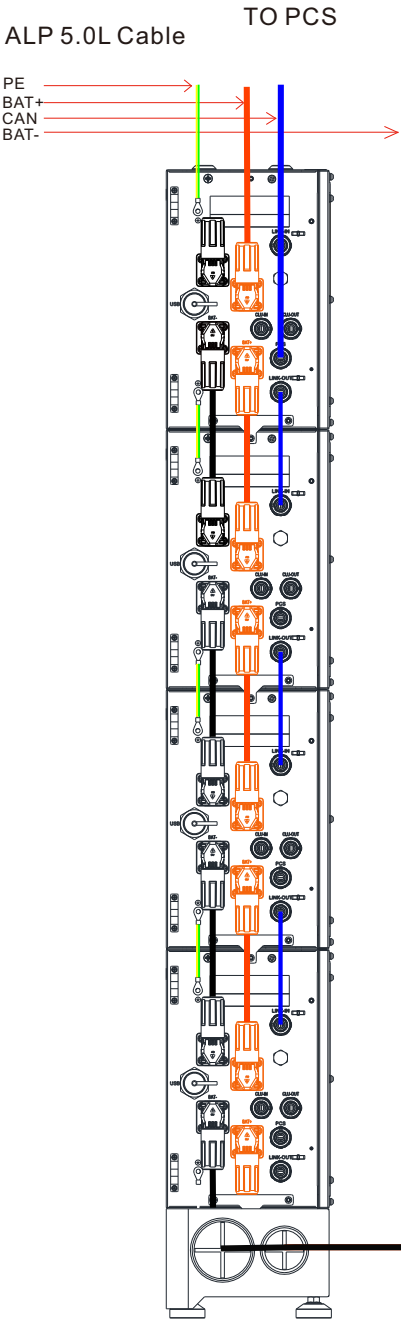 TO PCS
ALP 5.0L Cable
PE
BAT+
CAN
BAT-
LINK-IN
USB
BAT-
CLU-IN CLU-OUT
BAT+
PCS
LINK-OUT
LINK-IN
USB
BAT-
CLU-IN CLU-OUT
BAT+
PCS
LINK-OUT
LINK-IN
USB
BAT-
CLU-IN CLU-OUT
BAT+
PCS
LINK-OUT
LINK-IN
USB
BAT-
CLU-IN CLU-OUT
BAT+
PCS
LINK-OUT